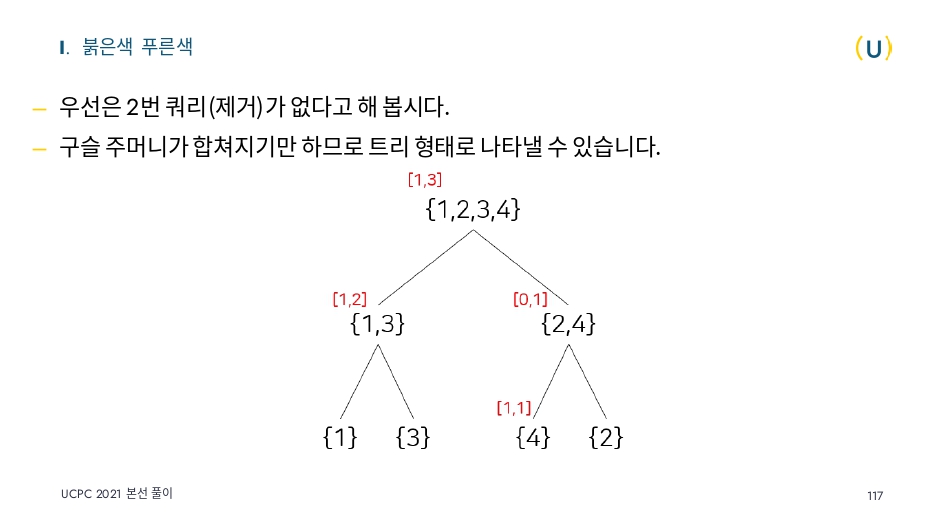 I. 붉은색 푸른색
(U)
– 우선은 2번 쿼리(제거)가 없다고 해 봅시다.
– 구슬 주머니가 합쳐지기만 하므로 트리 형태로 나타낼 수 있습니다.
[1,3]
{1,2,3,4}
[1,2] [0,1]
{1,3} {2,4}
[1,1]
{1} {3} {4} {2}
UCPC 2021 본선 풀이
117